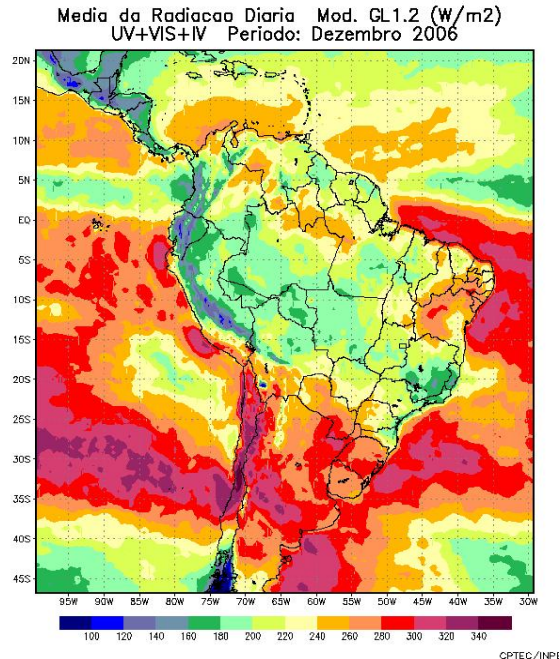 Media da Radiacao Diaria Mod. GL1.2 (W/m2)
UV+VIS+IV Periodo: Dezembro 2006
20N
15N
10N
5N
EQ
5S
10S
15S
20S
25S
30S
35S
40S
45S
95W 90W 85W 80W 75W 70W 65W 60W 55W 50W 45W 40W 35W 30W
100 120 140 160 180 200 220 240 260 280 300 320 340
CPTEC/INPE